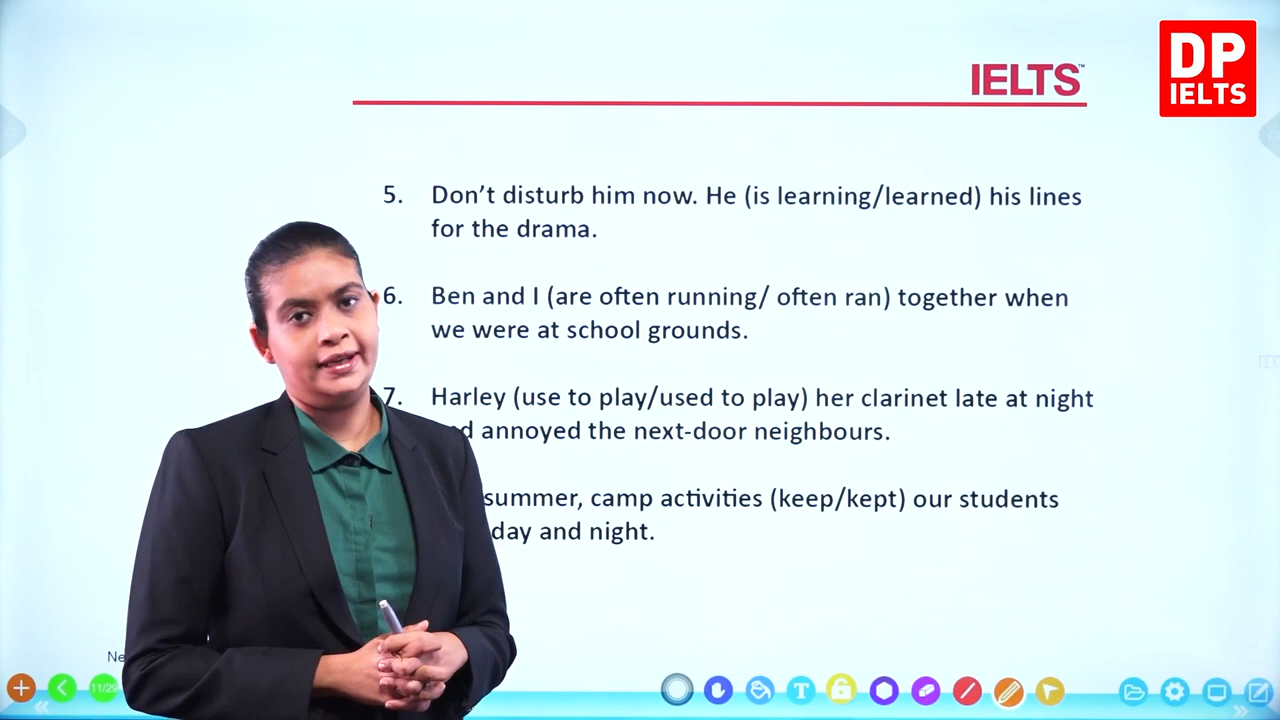 IELTS™
DP
IELTS
5. Don't disturb him now. He (is learning/learned) his lines
for the drama.
6. Ben and I (are often running/ often ran) together when
we were at school grounds.
7. Harley (use to play/used to play) her clarinet late at night
annoyed the next-door neighbours.
summer, camp activities (keep/kept) our students
day and night.
11/29